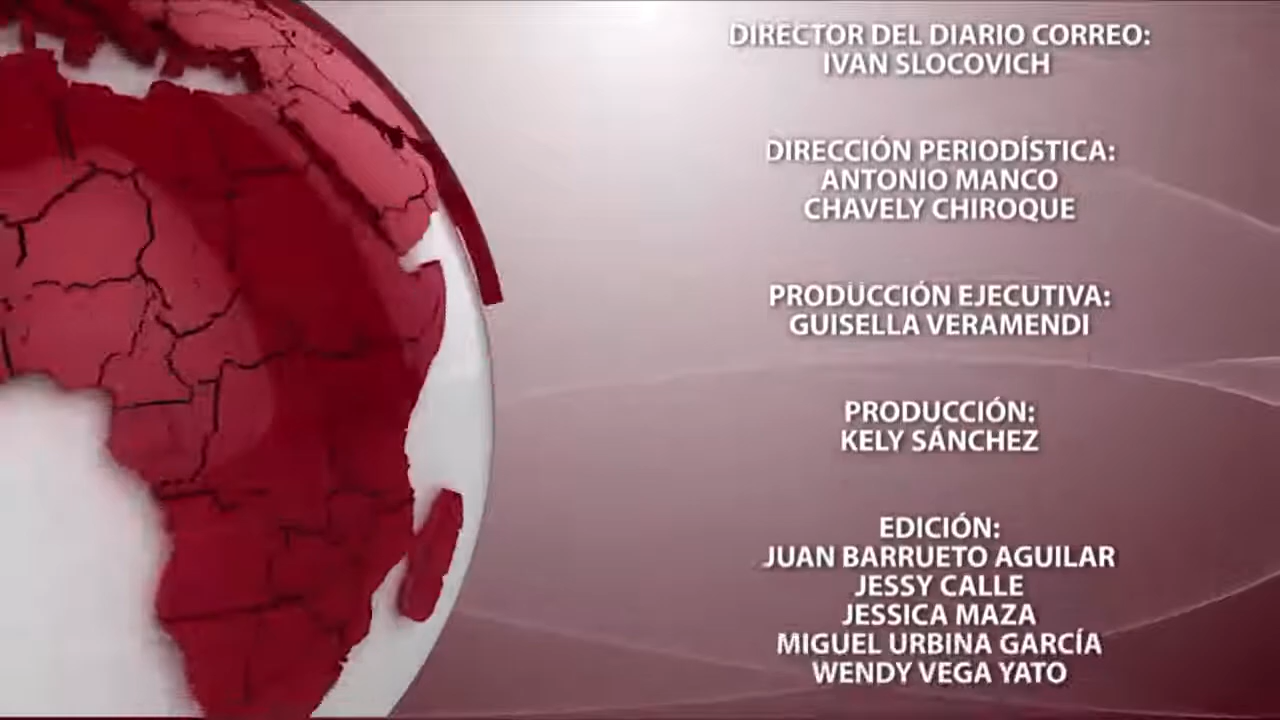 DIRECTOR DEL DIARIO CORREO:
IVAN SLOCOVICH
DIRECCIÓN PERIODÍSTICA:
ANTONIO MANCO
CHAVELY CHIROQUE
PRODUCCIÓN EJECUTIVA:
GUISELLA VERAMENDI
PRODUCCIÓN:
KELY SÁNCHEZ
EDICIÓN:
JUAN BARRUETO AGUILAR
JESSY CALLE
JESSICA MAZA
MIGUEL URBINA GARCÍA
WENDY VEGA YATO